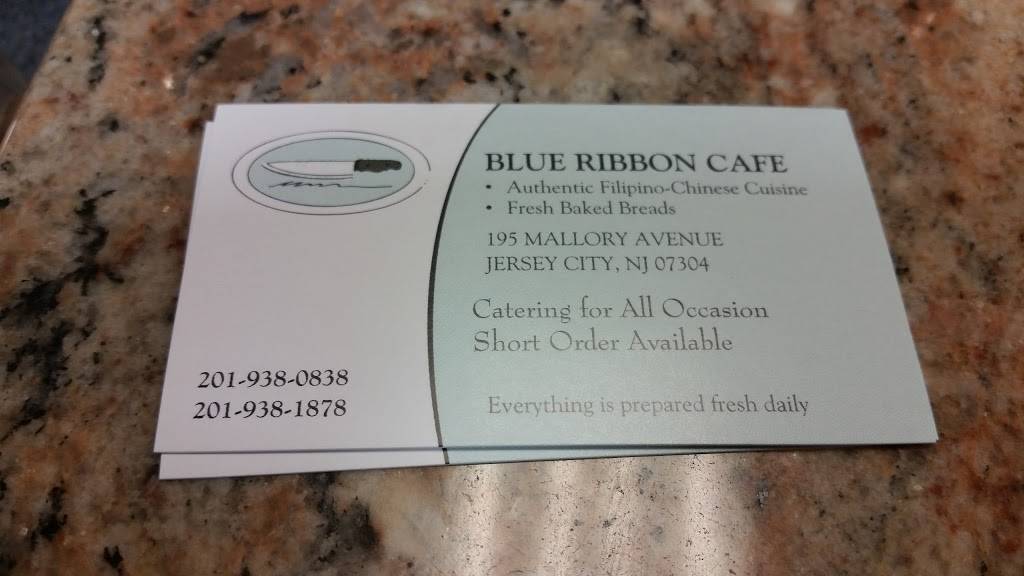 BLUE RIBBON CAFE
• Authentic Filipino-Chinese Cuisine
• Fresh Baked Breads
195 MALLORY AVENUE
JERSEY CITY, NJ 07304
Catering for All Occasion
Short Order Available
Everything is prepared fresh daily
201-938-0838
201-938-1878